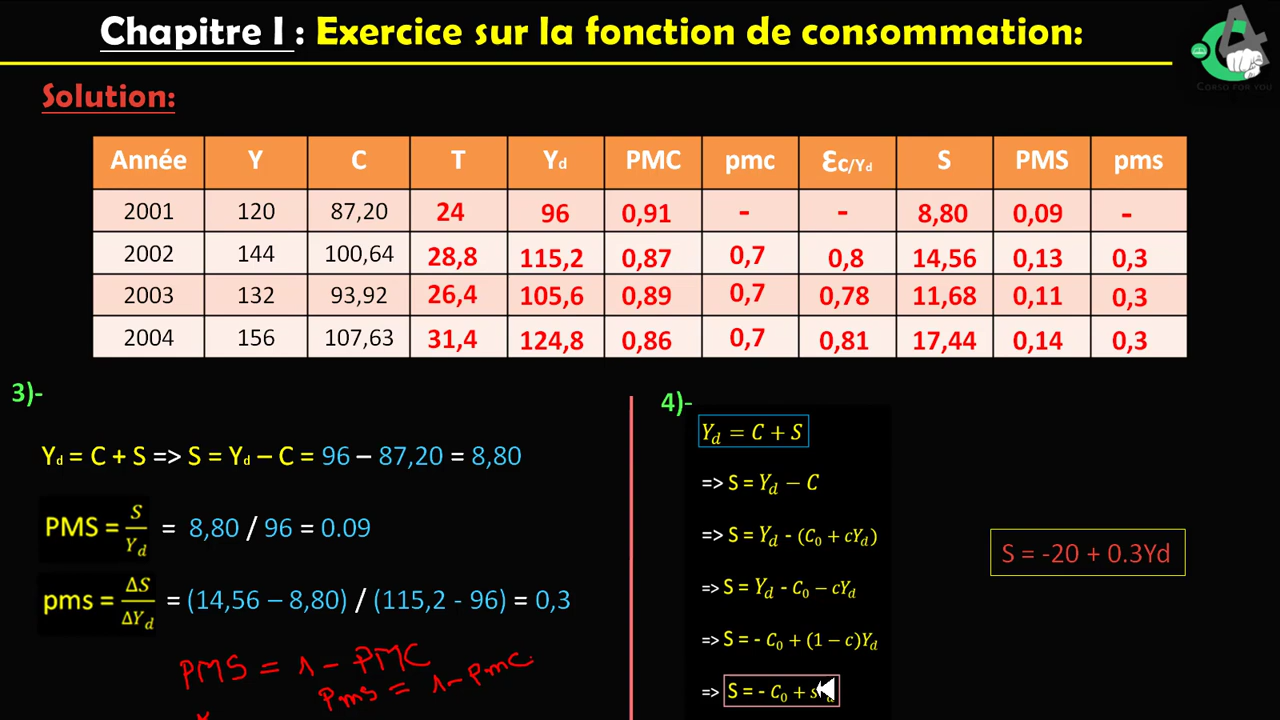 Chapitre I : Exercice sur la fonction de consommation:
CORSO FOR YOU
Solution:
Année Y C T Yd PMC pmc Ɛc/Yd S PMS pms
2001 120 87,20 24 96 0,91 - - 8,80 0,09 -
2002 144 100,64 28,8 115,2 0,87 0,7 0,8 14,56 0,13 0,3
2003 132 93,92 26,4 105,6 0,89 0,7 0,78 11,68 0,11 0,3
2004 156 107,63 31,4 124,8 0,86 0,7 0,81 17,44 0,14 0,3
3)-
Yd = C + S => S = Yd – C = 96 – 87,20 = 8,80
PMS = S/Yd = 8,80 / 96 = 0.09
pms = ΔS/ΔYd = (14,56 – 8,80) / (115,2 - 96) = 0,3
PMS = 1 - PMC
Pms = 1 - Pmc
4)-
Yd = C + S
=> S = Yd − C
=> S = Yd - (C0 + cYd)
=> S = Yd - C0 − cYd
=> S = - C0 + (1 − c)Yd
=> S = - C0 + s
S = -20 + 0.3Yd